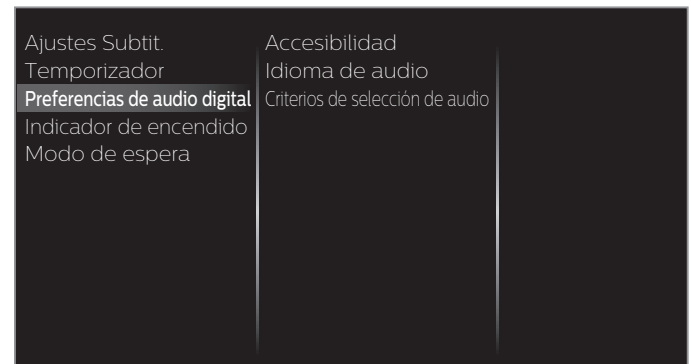 Ajustes Subtit.
Temporizador
Preferencias de audio digital
Indicador de encendido
Modo de espera
Accesibilidad
Idioma de audio
Criterios de selección de audio